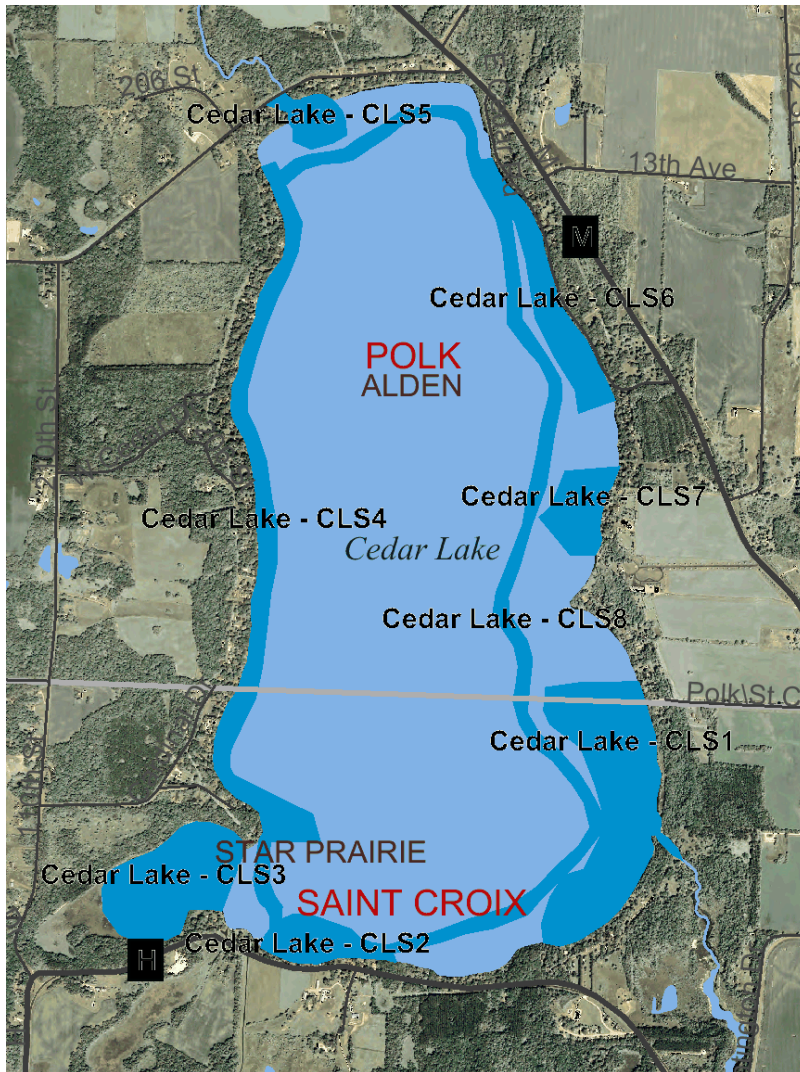 206 St
Cedar Lake - CLS5
13th Ave
M
Cedar Lake - CLS6
POLK
ALDEN
210th St
Cedar Lake - CLS7
Cedar Lake - CLS4
Cedar Lake
Cedar Lake - CLS8
Polk\St C
Cedar Lake - CLS1
STAR PRAIRIE
Cedar Lake - CLS3
SAINT CROIX
Cedar Lake - CLS2
H